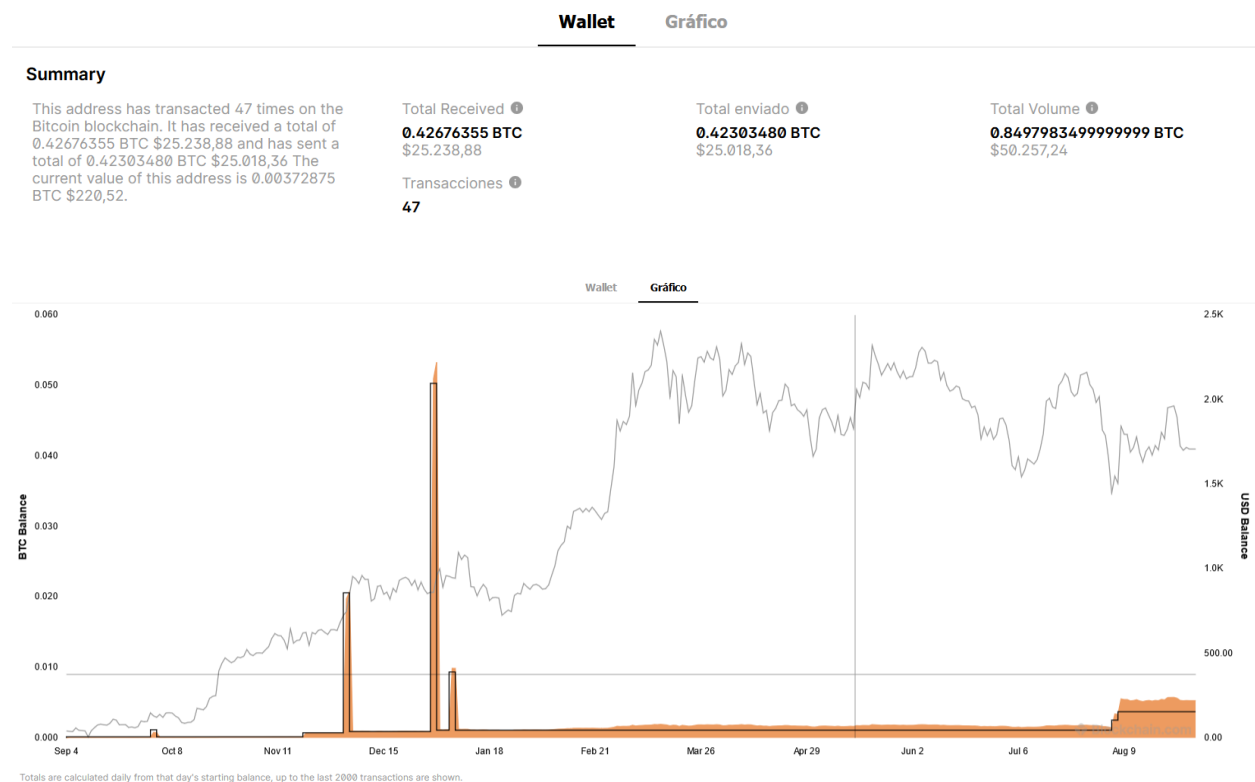 Wallet Gráfico
Summary
This address has transacted 47 times on the
Bitcoin blockchain. It has received a total of
0.42676355 BTC $25.238,88 and has sent a
total of 0.42303480 BTC $25.018,36 The
current value of this address is 0.00372875
BTC $220,52.
Total Received
0.42676355 BTC
$25.238,88
Total enviado
0.42303480 BTC
$25.018,36
Total Volume
0.8497983499999999 BTC
$50.257,24
Transacciones
47
Wallet Gráfico
0.060
0.050
0.040
0.030
0.020
0.010
0.000
BTC Balance
2.5K
2.0K
1.5K
1.0K
500.00
0.00
USD Balance
Sep 4 Oct 8 Nov 11 Dec 15 Jan 18 Feb 21 Mar 26 Apr 29 Jun 2 Jul 6 Aug 9
Totals are calculated daily from that day's starting balance, up to the last 2000 transactions are shown.